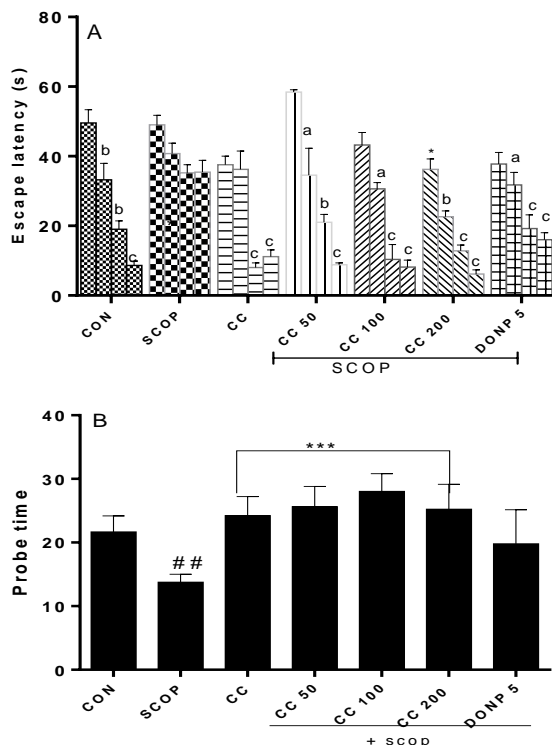 A
Escape latency (s)
80
60
40
20
0
b
b
c
c
c
a
b
c
a
c
c
*
b
c
c
a
c
c
CON
SCOP
CC
CC 50
CC 100
CC 200
DONP 5
SCOP
B
Probe time
40
30
20
10
0
***
##
CON
SCOP
CC
CC 50
CC 100
CC 200
DONP 5
+ scop